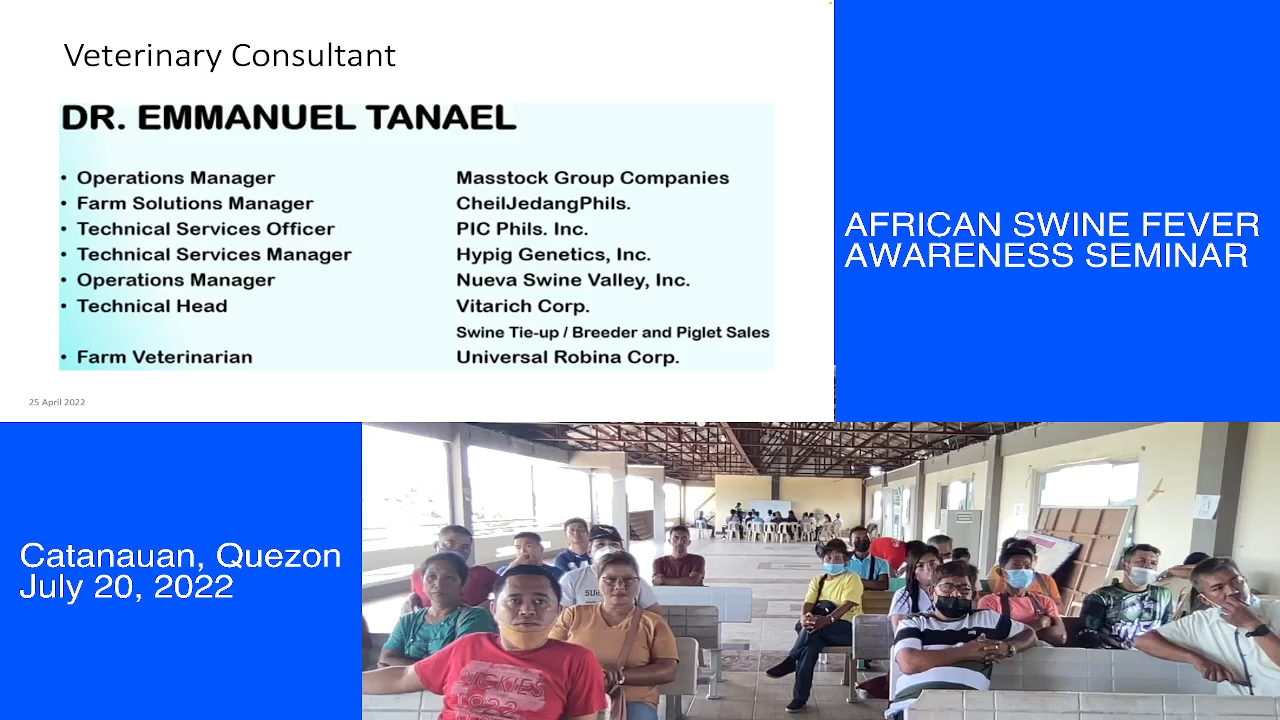 Veterinary Consultant
DR. EMMANUEL TANAEL
• Operations Manager Masstock Group Companies
• Farm Solutions Manager CheilJedangPhils.
• Technical Services Officer PIC Phils. Inc.
• Technical Services Manager Hypig Genetics, Inc.
• Operations Manager Nueva Swine Valley, Inc.
• Technical Head Vitarich Corp.
Swine Tie-up / Breeder and Piglet Sales
• Farm Veterinarian Universal Robina Corp.
25 April 2022
AFRICAN SWINE FEVER
AWARENESS SEMINAR
Catanauan, Quezon
July 20, 2022